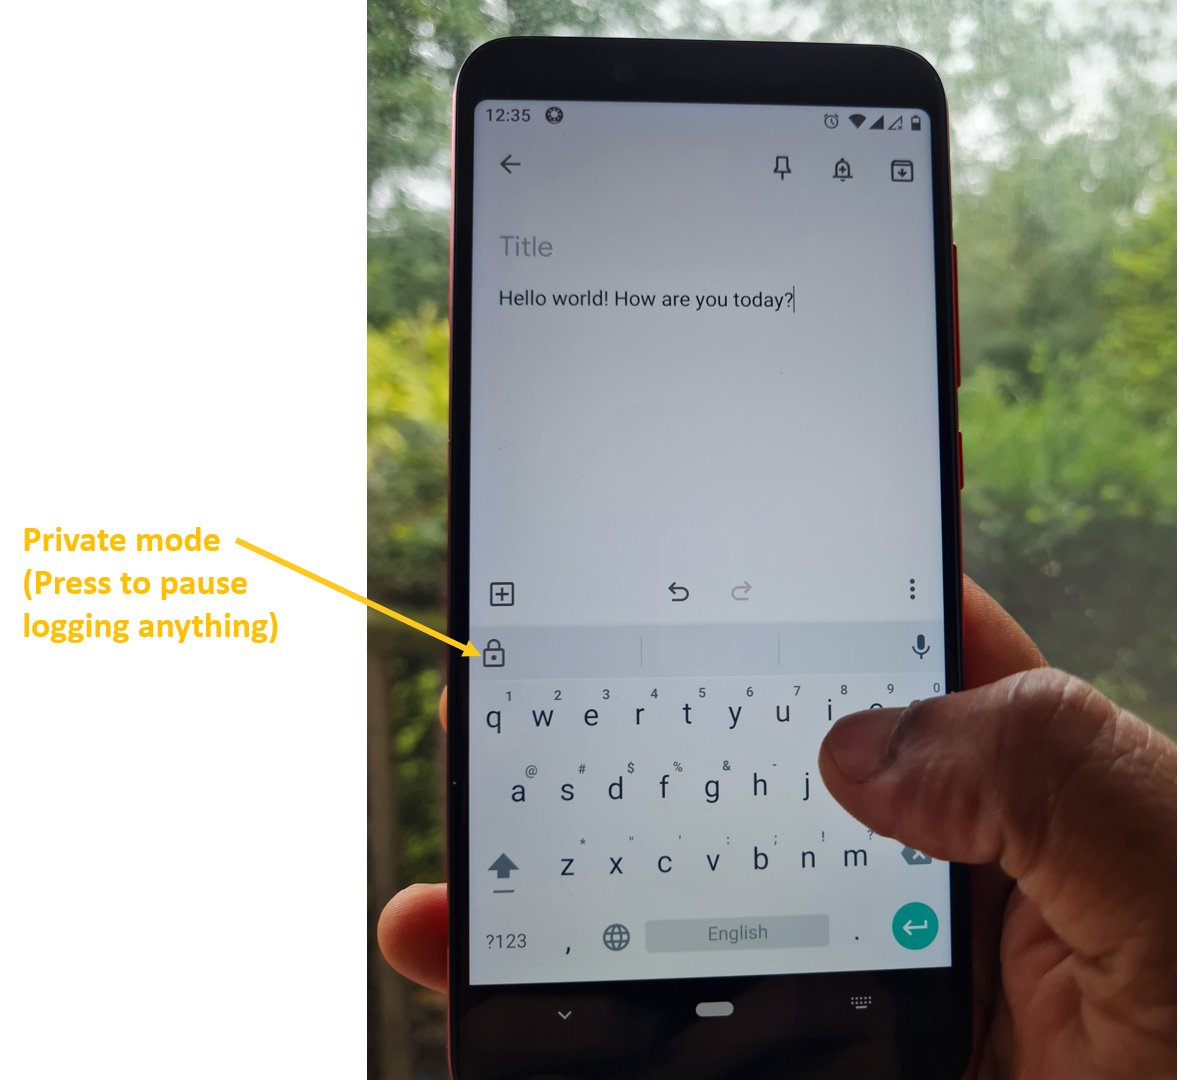 12:35
Title
Hello world! How are you today?
Private mode
(Press to pause
logging anything)
1 2 3 4 5 6 7 8 9 0
q w e r t y u i
@ # $ % & -
a s d f g h j
* " ' : ; ! ?
z x c v b n m
?123 , English .